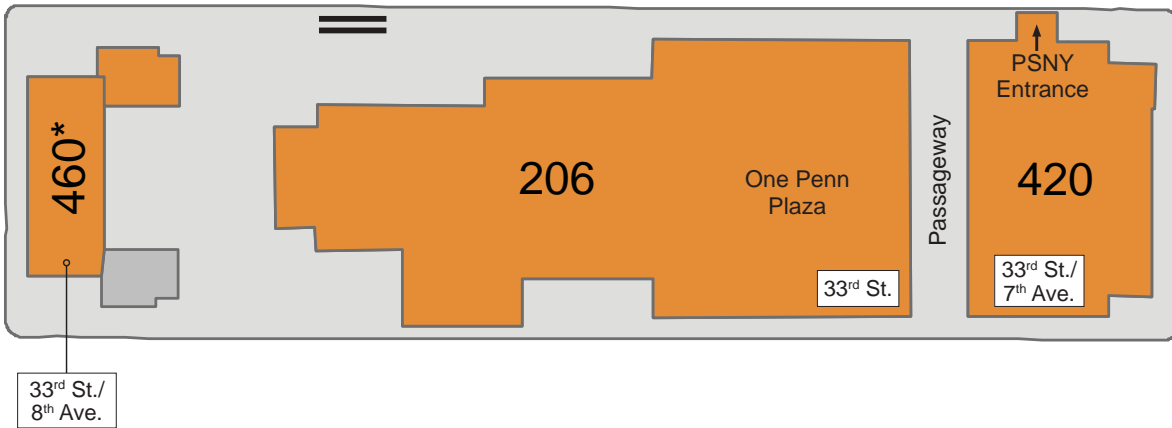 PSNY
Entrance
460*
206
One Penn
Plaza
Passageway
420
33rd St.
33rd St./
7th Ave.
33rd St./
8th Ave.